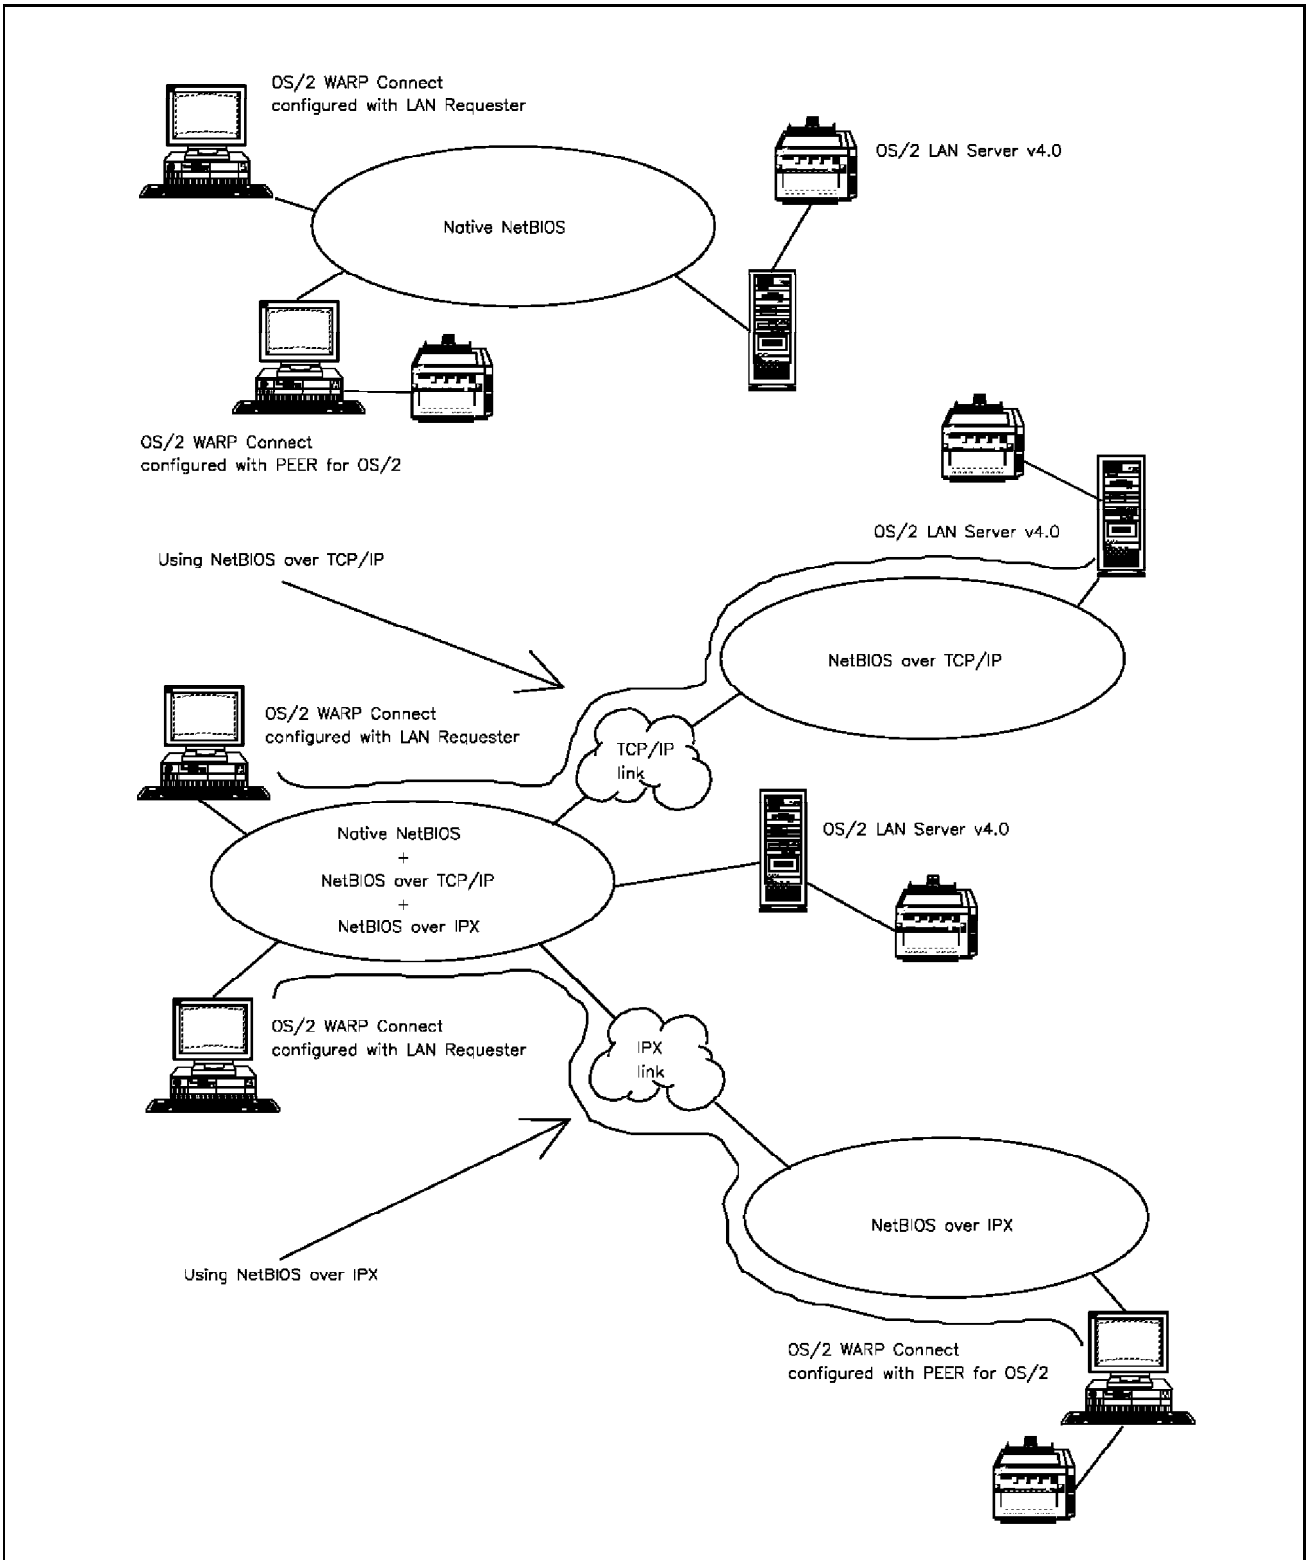 OS/2 WARP Connect
configured with LAN Requester
OS/2 LAN Server v4.0
Native NetBIOS
OS/2 WARP Connect
configured with PEER for OS/2
OS/2 LAN Server v4.0
Using NetBIOS over TCP/IP
NetBIOS over TCP/IP
OS/2 WARP Connect
configured with LAN Requester
TCP/IP
link
OS/2 LAN Server v4.0
Native NetBIOS
+
NetBIOS over TCP/IP
+
NetBIOS over IPX
OS/2 WARP Connect
configured with LAN Requester
IPX
link
NetBIOS over IPX
Using NetBIOS over IPX
OS/2 WARP Connect
configured with PEER for OS/2